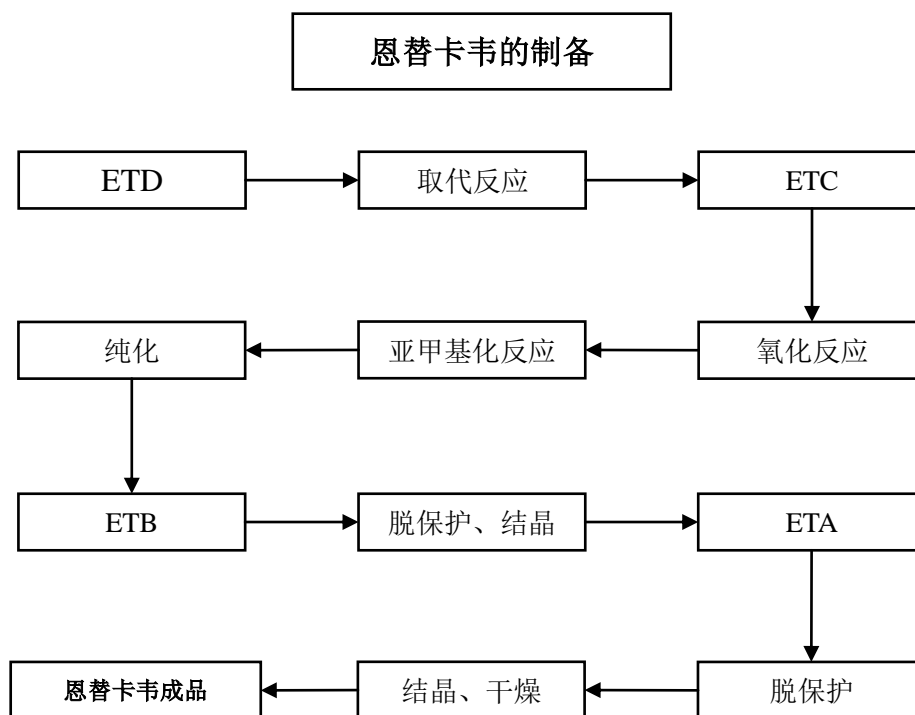 恩替卡韦的制备
ETD
取代反应
ETC
氧化反应
亚甲基化反应
纯化
ETB
脱保护、结晶
ETA
脱保护
结晶、干燥
恩替卡韦成品